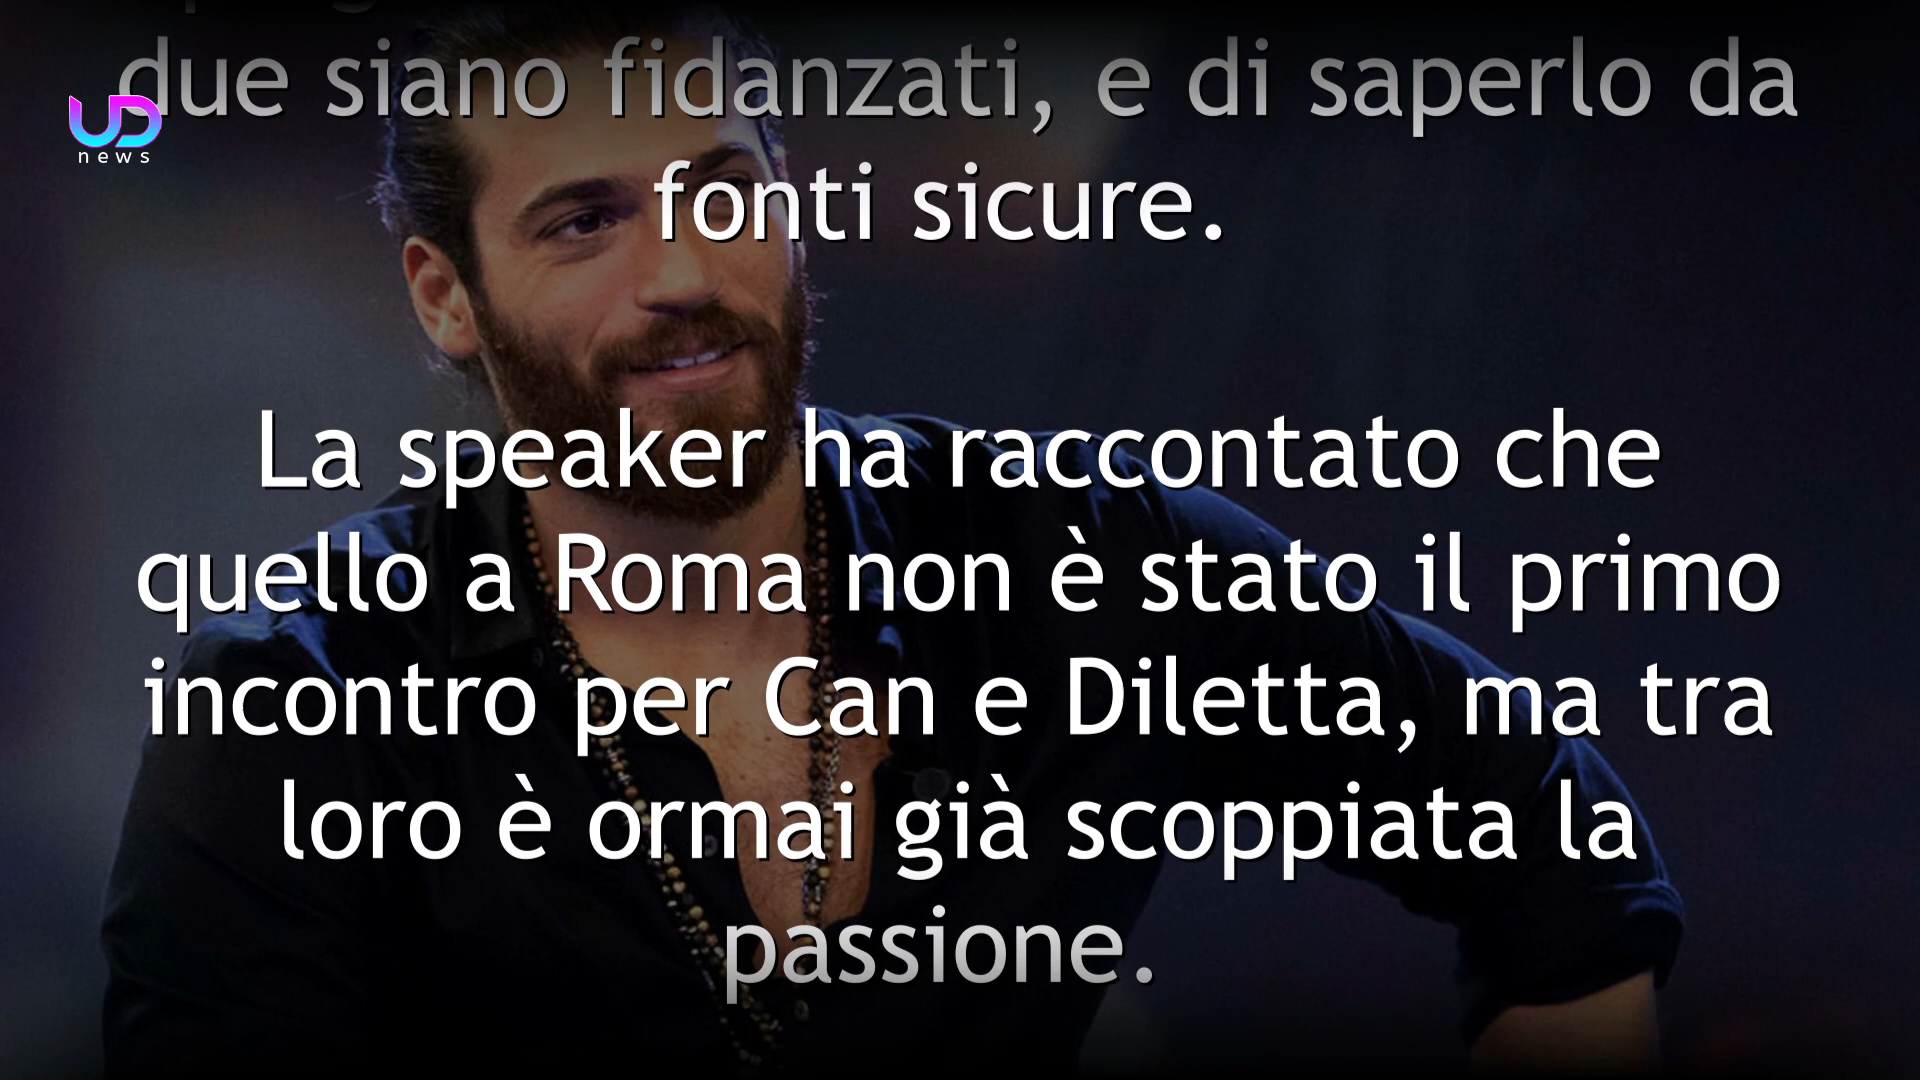 due siano fidanzati, e di saperlo da
UD
news
fonti sicure.
La speaker ha raccontato che
quello a Roma non è stato il primo
incontro per Can e Diletta, ma tra
loro è ormai già scoppiata la
passione.